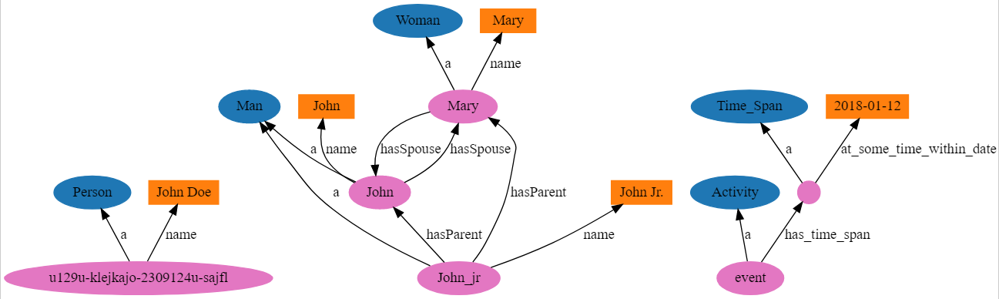 Woman
Mary
a
name
Man
John
Mary
Time_Span
2018-01-12
a
name
hasSpouse
hasSpouse
a
at_some_time_within_date
Person
John Doe
John
a
hasParent
John Jr.
Activity
a
name
hasParent
name
a
has_time_span
u129u-klejkajo-2309124u-sajfl
John_jr
event